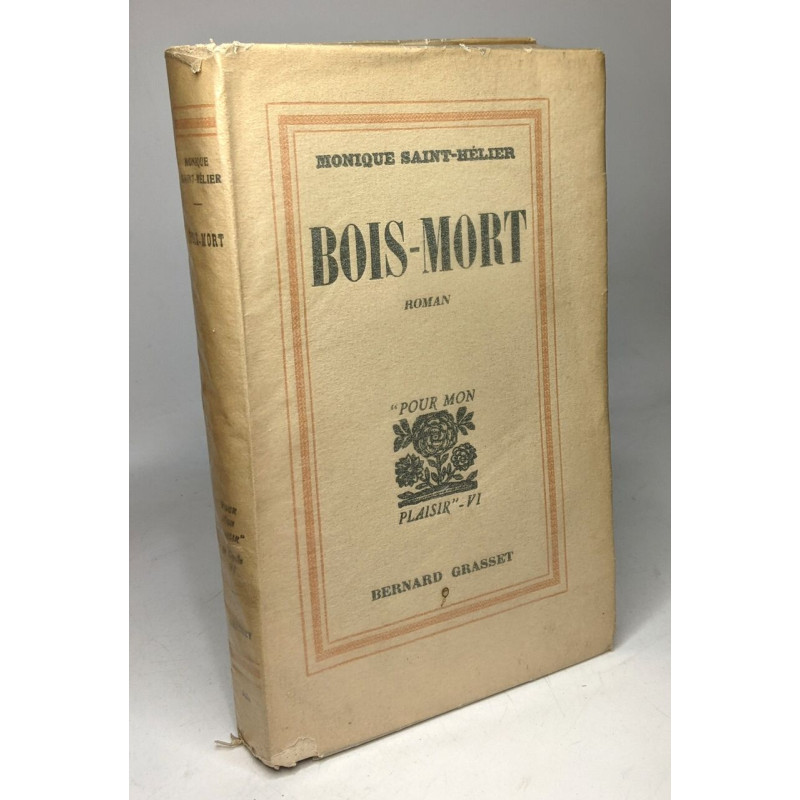 MONIQUE SAINT-HÉLIER
BOIS-MORT
ROMAN
"POUR MON
PLAISIR"-VI
BERNARD GRASSET
MONIQUE
SAINT-HÉLIER
BOIS-MORT